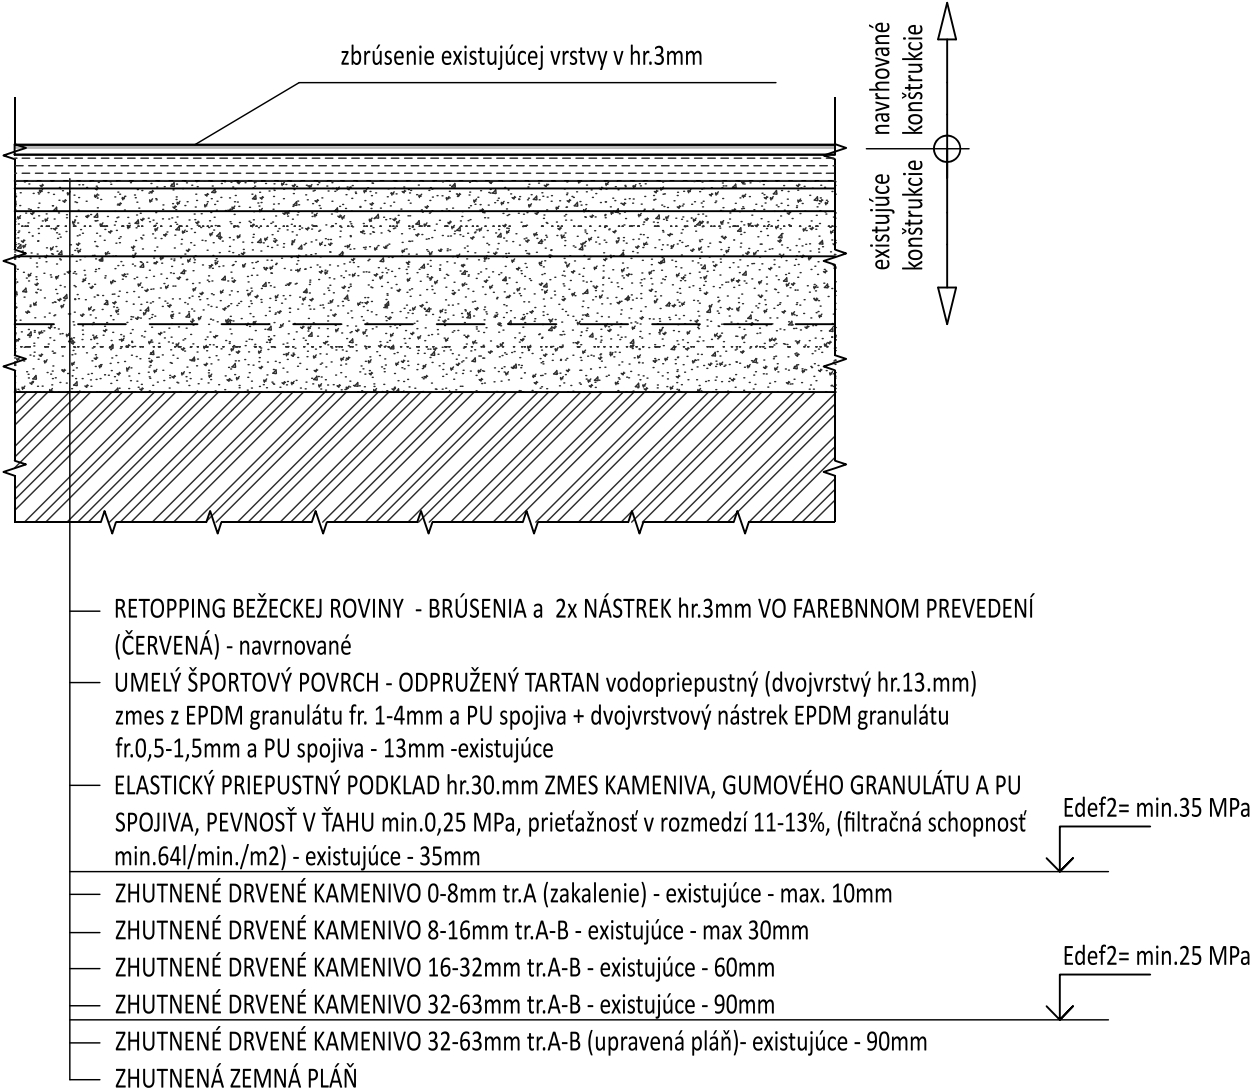 zbrúsenie existujúcej vrstvy v hr.3mm
navrhované
konštrukcie
existujúce
konštrukcie
RETOPPING BEŽECKEJ ROVINY - BRÚSENIA a 2x NÁSTREK hr.3mm VO FAREBNNOM PREVEDENÍ
(ČERVENÁ) - navrnované
UMELÝ ŠPORTOVÝ POVRCH - ODPRUŽENÝ TARTAN vodopriepustný (dvojvrstvý hr.13.mm)
zmes z EPDM granulátu fr. 1-4mm a PU spojiva + dvojvrstvový nástrek EPDM granulátu
fr.0,5-1,5mm a PU spojiva - 13mm -existujúce
ELASTICKÝ PRIEPUSTNÝ PODKLAD hr.30.mm ZMES KAMENIVA, GUMOVÉHO GRANULÁTU A PU
SPOJIVA, PEVNOSŤ V ŤAHU min.0,25 MPa, prieťažnosť v rozmedzí 11-13%, (filtračná schopnosť
min.64l/min./m2) - existujúce - 35mm
Edef2= min.35 MPa
ZHUTNENÉ DRVENÉ KAMENIVO 0-8mm tr.A (zakalenie) - existujúce - max. 10mm
ZHUTNENÉ DRVENÉ KAMENIVO 8-16mm tr.A-B - existujúce - max 30mm
ZHUTNENÉ DRVENÉ KAMENIVO 16-32mm tr.A-B - existujúce - 60mm
ZHUTNENÉ DRVENÉ KAMENIVO 32-63mm tr.A-B - existujúce - 90mm
Edef2= min.25 MPa
ZHUTNENÉ DRVENÉ KAMENIVO 32-63mm tr.A-B (upravená pláň)- existujúce - 90mm
ZHUTNENÁ ZEMNÁ PLÁŇ